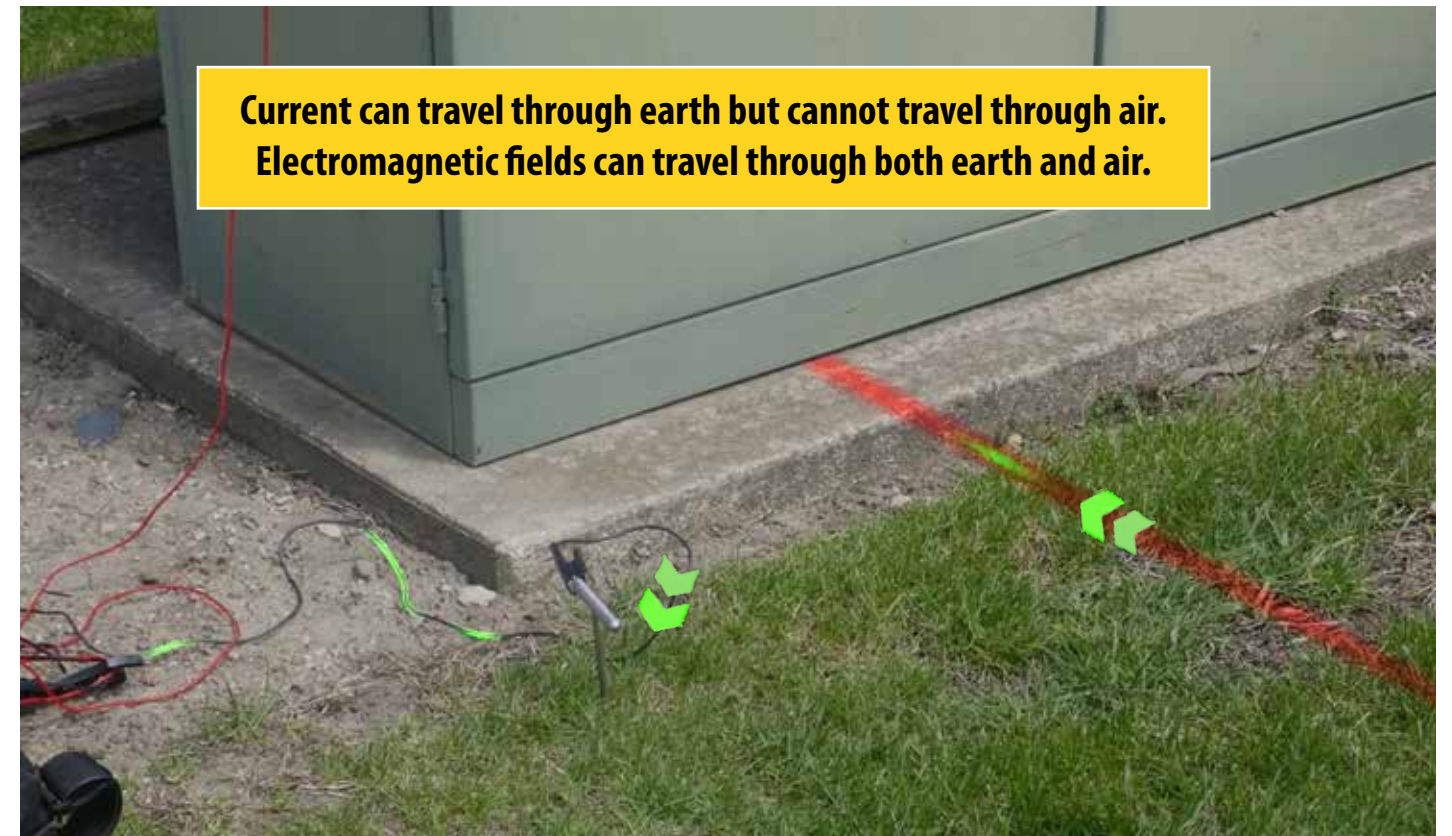 Current can travel through earth but cannot travel through air.
Electromagnetic fields can travel through both earth and air.